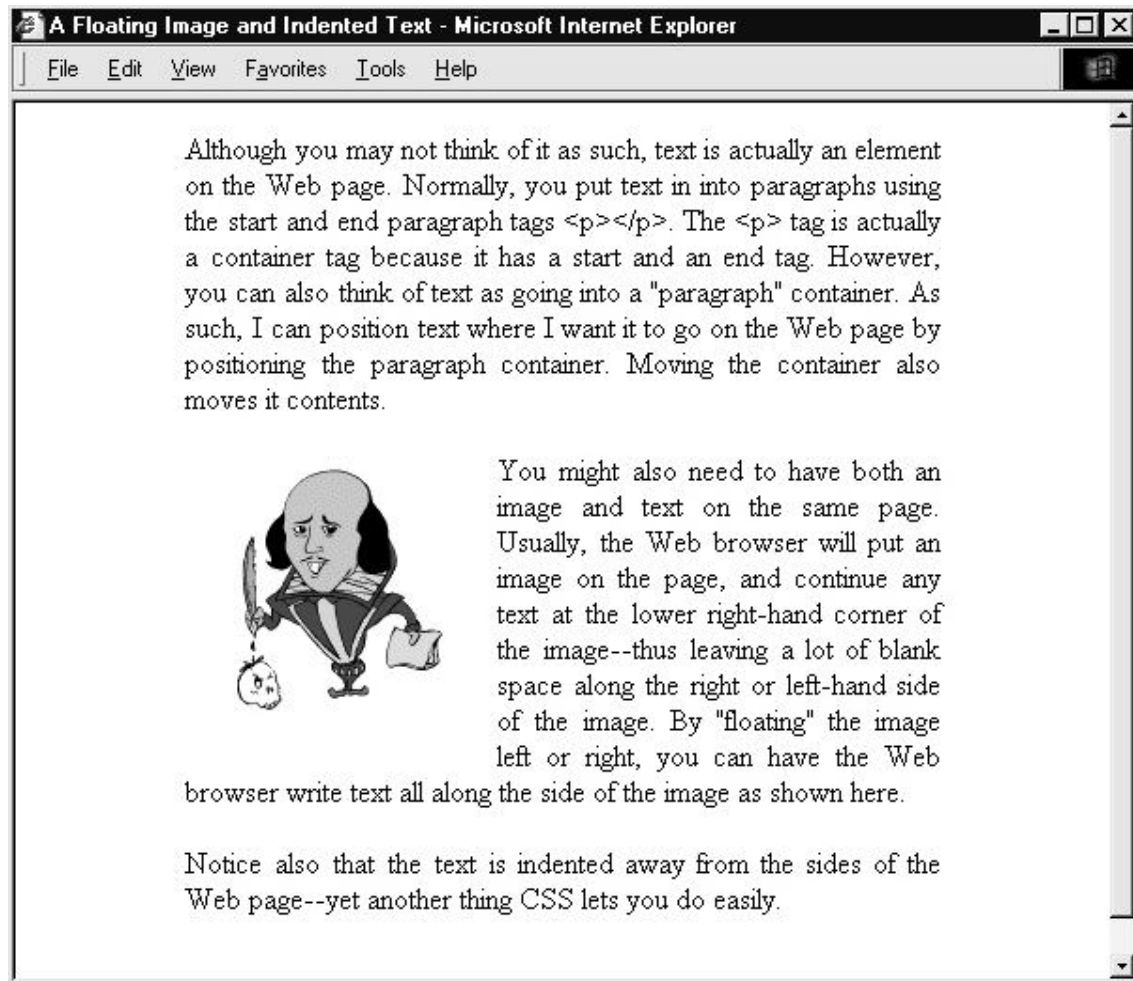 A Floating Image and Indented Text - Microsoft Internet Explorer
File Edit View Favorites Tools Help
Although you may not think of it as such, text is actually an element
on the Web page. Normally, you put text in into paragraphs using
the start and end paragraph tags <p></p>. The <p> tag is actually
a container tag because it has a start and an end tag. However,
you can also think of text as going into a "paragraph" container. As
such, I can position text where I want it to go on the Web page by
positioning the paragraph container. Moving the container also
moves it contents.
You might also need to have both an
image and text on the same page.
Usually, the Web browser will put an
image on the page, and continue any
text at the lower right-hand corner of
the image--thus leaving a lot of blank
space along the right or left-hand side
of the image. By "floating" the image
left or right, you can have the Web
browser write text all along the side of the image as shown here.
Notice also that the text is indented away from the sides of the
Web page--yet another thing CSS lets you do easily.